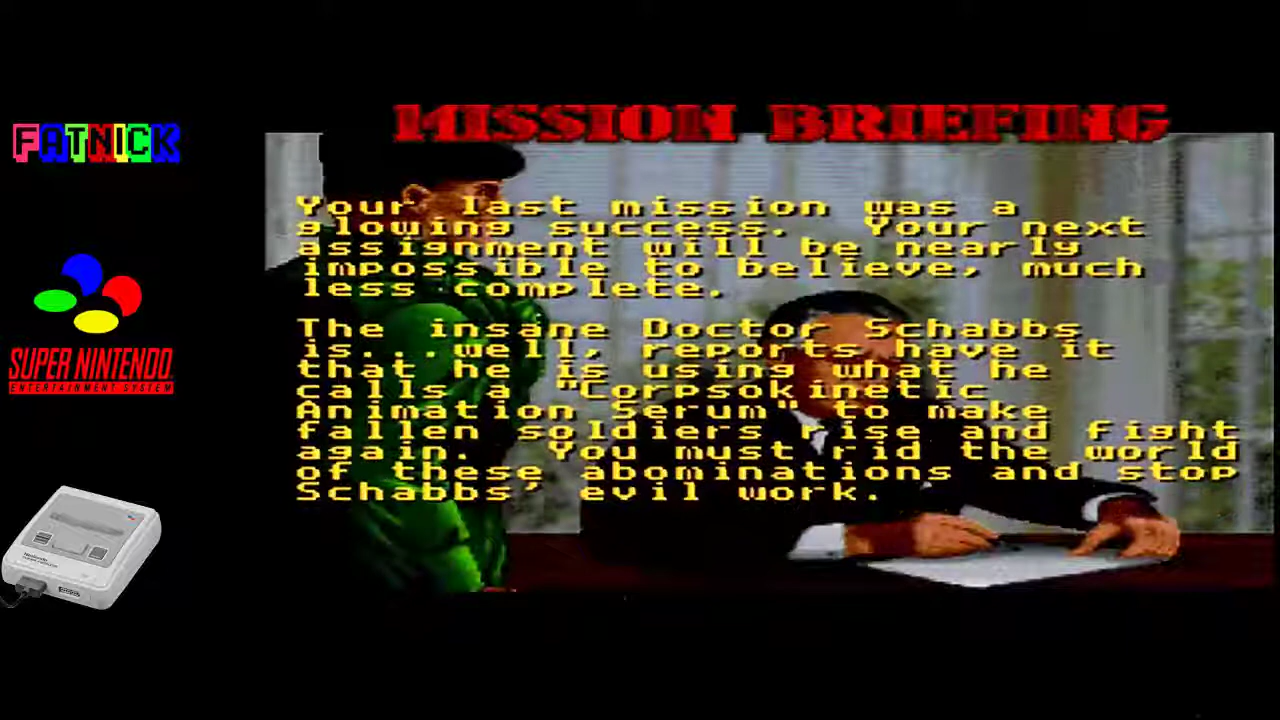 MISSION BRIEFING
FATNICK
Your last mission was a
glowing success. Your next
assignment will be nearly
impossible to believe, much
less complete.
The insane Doctor Schabbs
is...well, reports have it
that he is using what he
calls a "Corpsokinetic
Animation Serum" to make
fallen soldiers rise and fight
again. You must rid the world
of these abominations and stop
Schabbs' evil work.
SUPER NINTENDO
ENTERTAINMENT SYSTEM
Nintendo